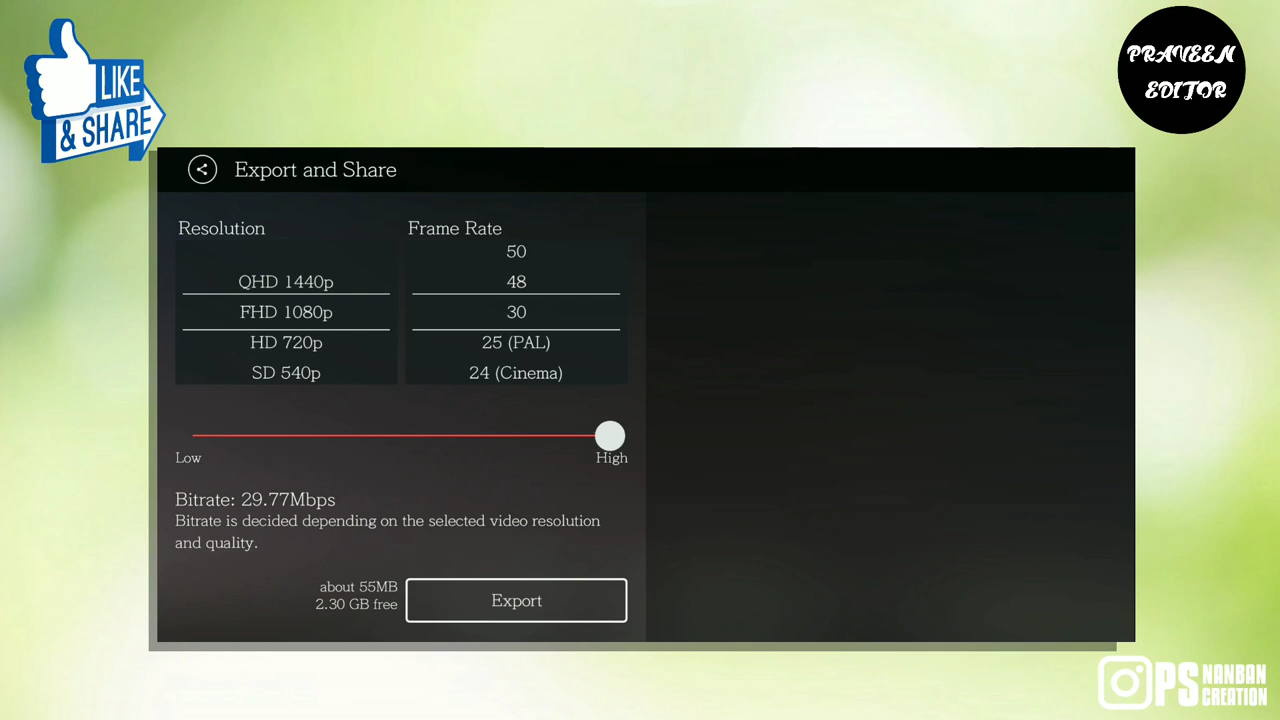 LIKE
& SHARE
PRAVEEN
EDITOR
Export and Share
Resolution
QHD 1440p
FHD 1080p
HD 720p
SD 540p
Frame Rate
50
48
30
25 (PAL)
24 (Cinema)
Low
High
Bitrate: 29.77Mbps
Bitrate is decided depending on the selected video resolution
and quality.
about 55MB
2.30 GB free
Export
PS NANBAN
CREATION